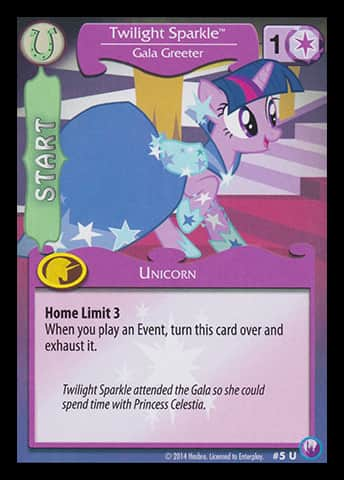 Twilight Sparkle™
Gala Greeter
1
START
UNICORN
Home Limit 3
When you play an Event, turn this card over and
exhaust it.
Twilight Sparkle attended the Gala so she could
spend time with Princess Celestia.
© 2014 Hasbro. Licensed to Enterplay.
#5 U